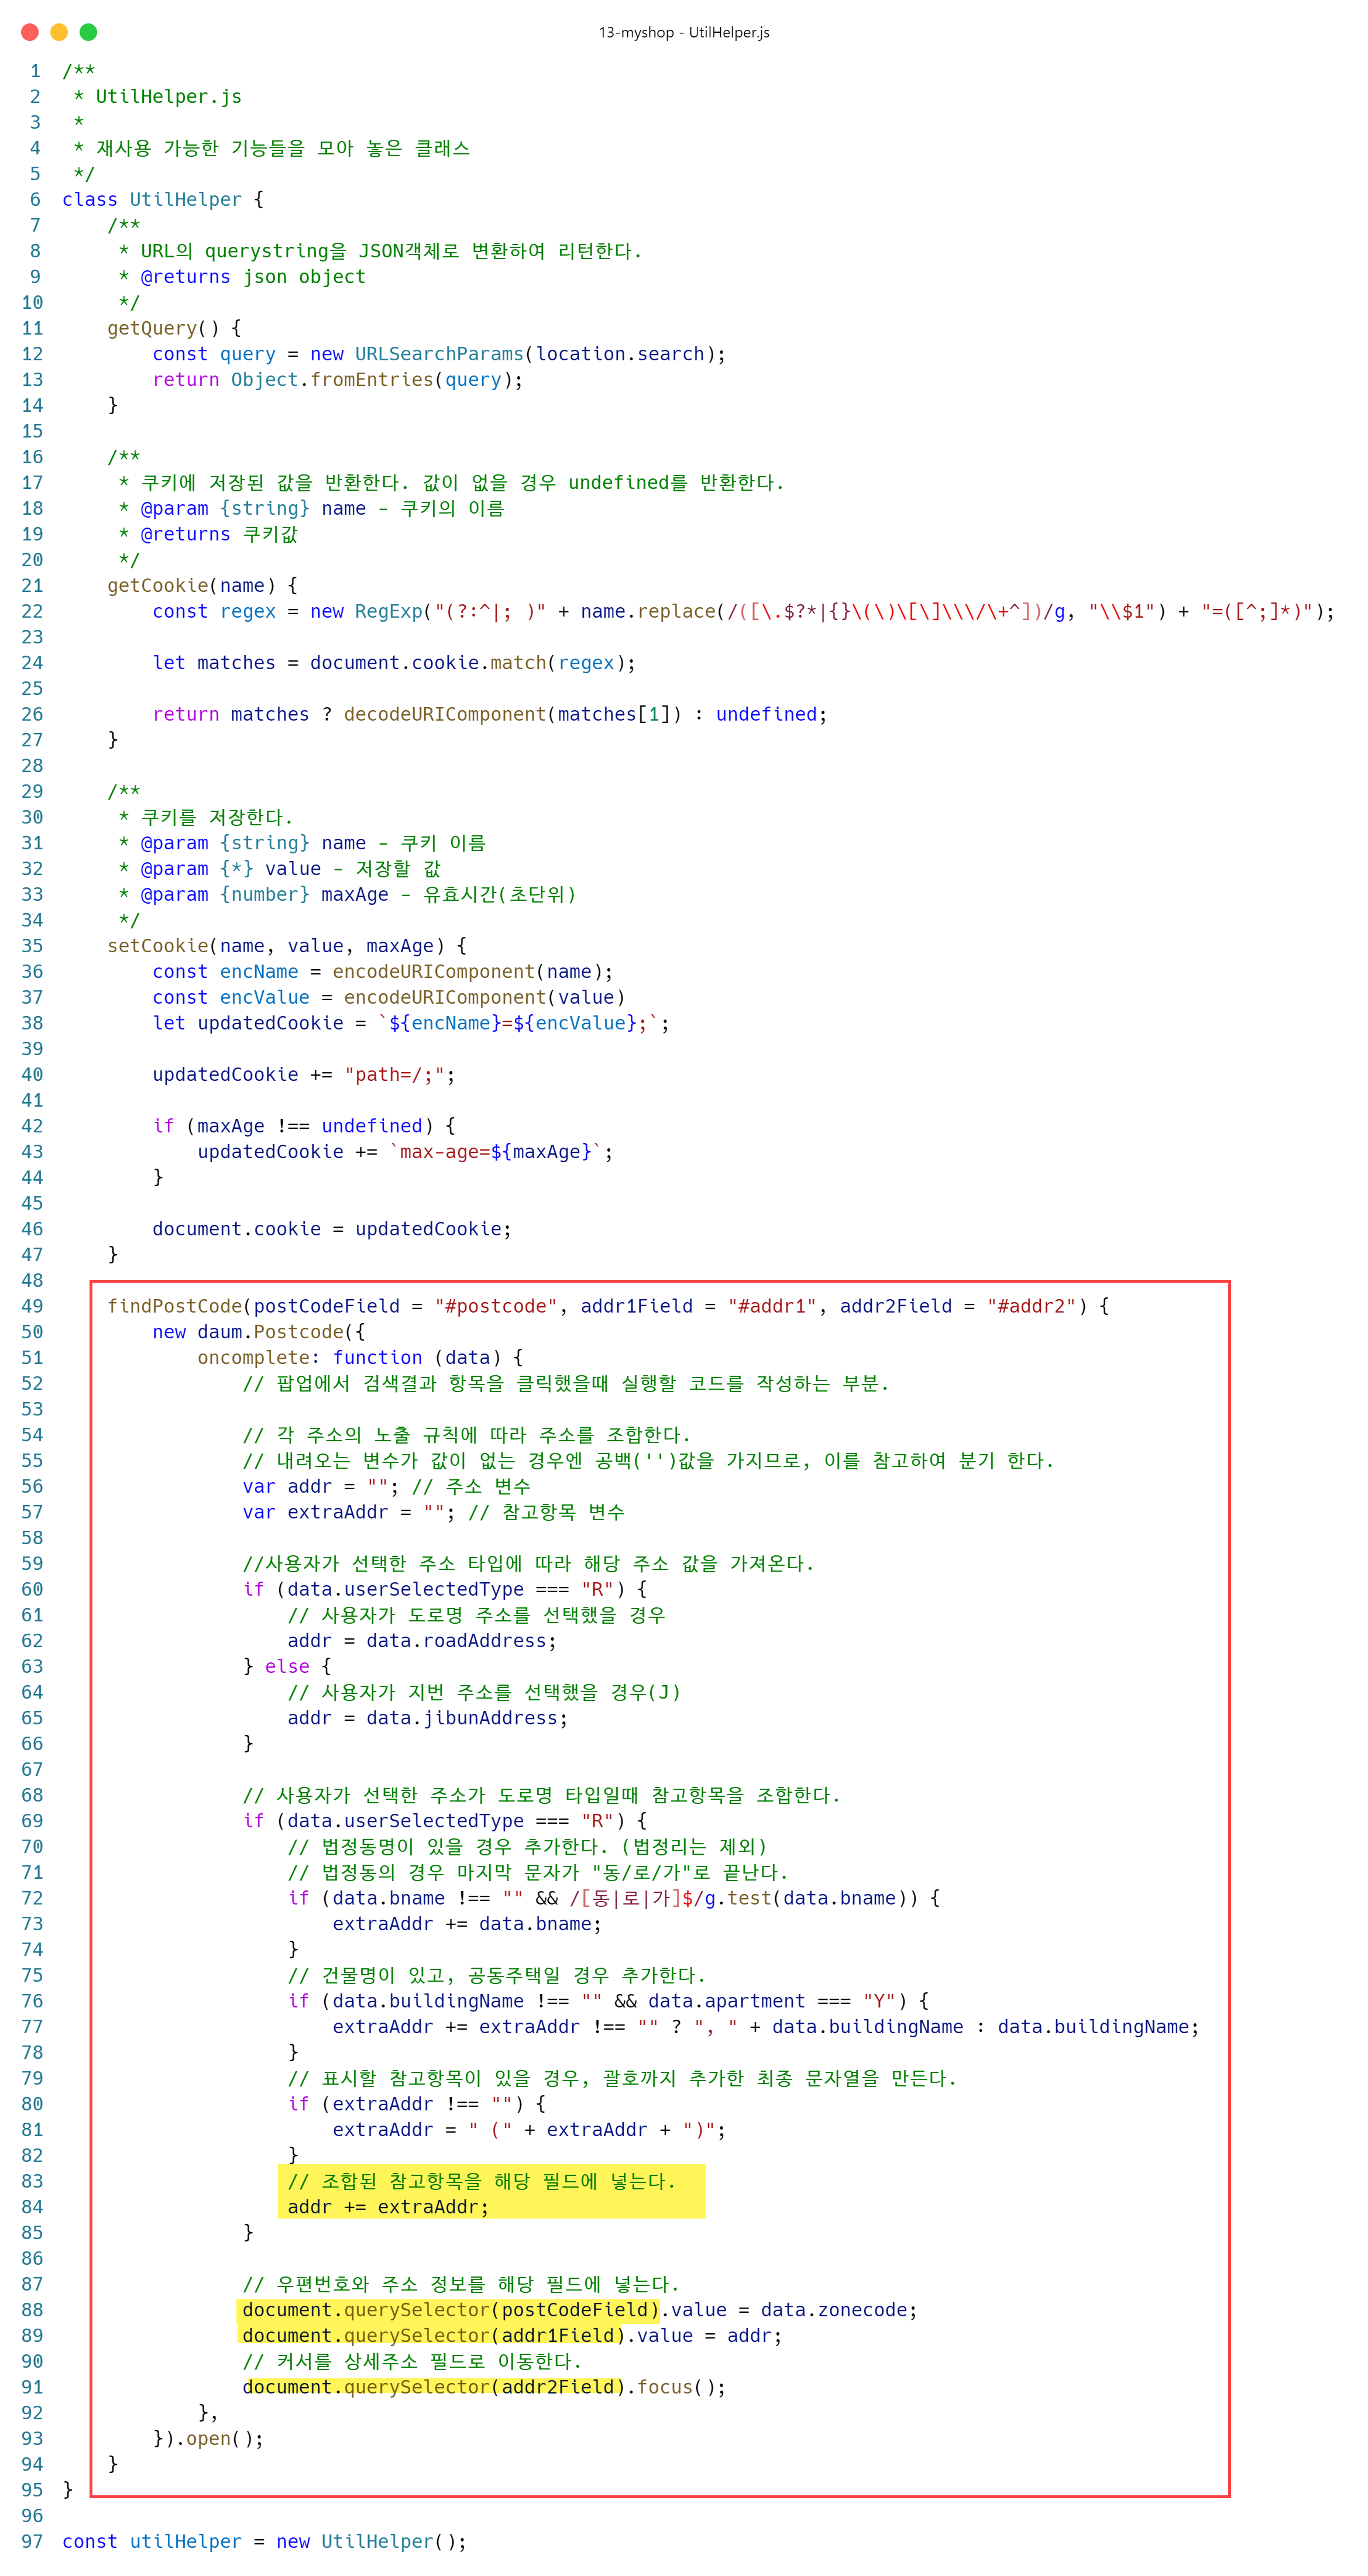 13-myshop - UtilHelper.js
1 /**
2  * UtilHelper.js
3  *
4  * 재사용 가능한 기능들을 모아 놓은 클래스
5  */
6 class UtilHelper {
7     /**
8      * URL의 querystring을 JSON객체로 변환하여 리턴한다.
9      * @returns json object
10      */
11     getQuery() {
12         const query = new URLSearchParams(location.search);
13         return Object.fromEntries(query);
14     }
15
16     /**
17      * 쿠키에 저장된 값을 반환한다. 값이 없을 경우 undefined를 반환한다.
18      * @param {string} name - 쿠키의 이름
19      * @returns 쿠키값
20      */
21     getCookie(name) {
22         const regex = new RegExp("(?:^|; )" + name.replace(/([\.$?*|{}\(\)\[\]\\\/\+^])/g, "\\$1") + "=([^;]*)");
23
24         let matches = document.cookie.match(regex);
25
26         return matches ? decodeURIComponent(matches[1]) : undefined;
27     }
28
29     /**
30      * 쿠키를 저장한다.
31      * @param {string} name - 쿠키 이름
32      * @param {*} value - 저장할 값
33      * @param {number} maxAge - 유효시간(초단위)
34      */
35     setCookie(name, value, maxAge) {
36         const encName = encodeURIComponent(name);
37         const encValue = encodeURIComponent(value)
38         let updatedCookie = `${encName}=${encValue};`;
39
40         updatedCookie += "path=/;";
41
42         if (maxAge !== undefined) {
43             updatedCookie += `max-age=${maxAge}`;
44         }
45
46         document.cookie = updatedCookie;
47     }
48
49     findPostCode(postCodeField = "#postcode", addr1Field = "#addr1", addr2Field = "#addr2") {
50         new daum.Postcode({
51             oncomplete: function (data) {
52                 // 팝업에서 검색결과 항목을 클릭했을때 실행할 코드를 작성하는 부분.
53
54                 // 각 주소의 노출 규칙에 따라 주소를 조합한다.
55                 // 내려오는 변수가 값이 없는 경우엔 공백('')값을 가지므로, 이를 참고하여 분기 한다.
56                 var addr = ""; // 주소 변수
57                 var extraAddr = ""; // 참고항목 변수
58
59                 //사용자가 선택한 주소 타입에 따라 해당 주소 값을 가져온다.
60                 if (data.userSelectedType === "R") {
61                     // 사용자가 도로명 주소를 선택했을 경우
62                     addr = data.roadAddress;
63                 } else {
64                     // 사용자가 지번 주소를 선택했을 경우(J)
65                     addr = data.jibunAddress;
66                 }
67
68                 // 사용자가 선택한 주소가 도로명 타입일때 참고항목을 조합한다.
69                 if (data.userSelectedType === "R") {
70                     // 법정동명이 있을 경우 추가한다. (법정리는 제외)
71                     // 법정동의 경우 마지막 문자가 "동/로/가"로 끝난다.
72                     if (data.bname !== "" && /[동|로|가]$/g.test(data.bname)) {
73                         extraAddr += data.bname;
74                     }
75                     // 건물명이 있고, 공동주택일 경우 추가한다.
76                     if (data.buildingName !== "" && data.apartment === "Y") {
77                         extraAddr += extraAddr !== "" ? ", " + data.buildingName : data.buildingName;
78                     }
79                     // 표시할 참고항목이 있을 경우, 괄호까지 추가한 최종 문자열을 만든다.
80                     if (extraAddr !== "") {
81                         extraAddr = " (" + extraAddr + ")";
82                     }
83                     // 조합된 참고항목을 해당 필드에 넣는다.
84                     addr += extraAddr;
85                 }
86
87                 // 우편번호와 주소 정보를 해당 필드에 넣는다.
88                 document.querySelector(postCodeField).value = data.zonecode;
89                 document.querySelector(addr1Field).value = addr;
90                 // 커서를 상세주소 필드로 이동한다.
91                 document.querySelector(addr2Field).focus();
92             },
93         }).open();
94     }
95 }
96
97 const utilHelper = new UtilHelper();